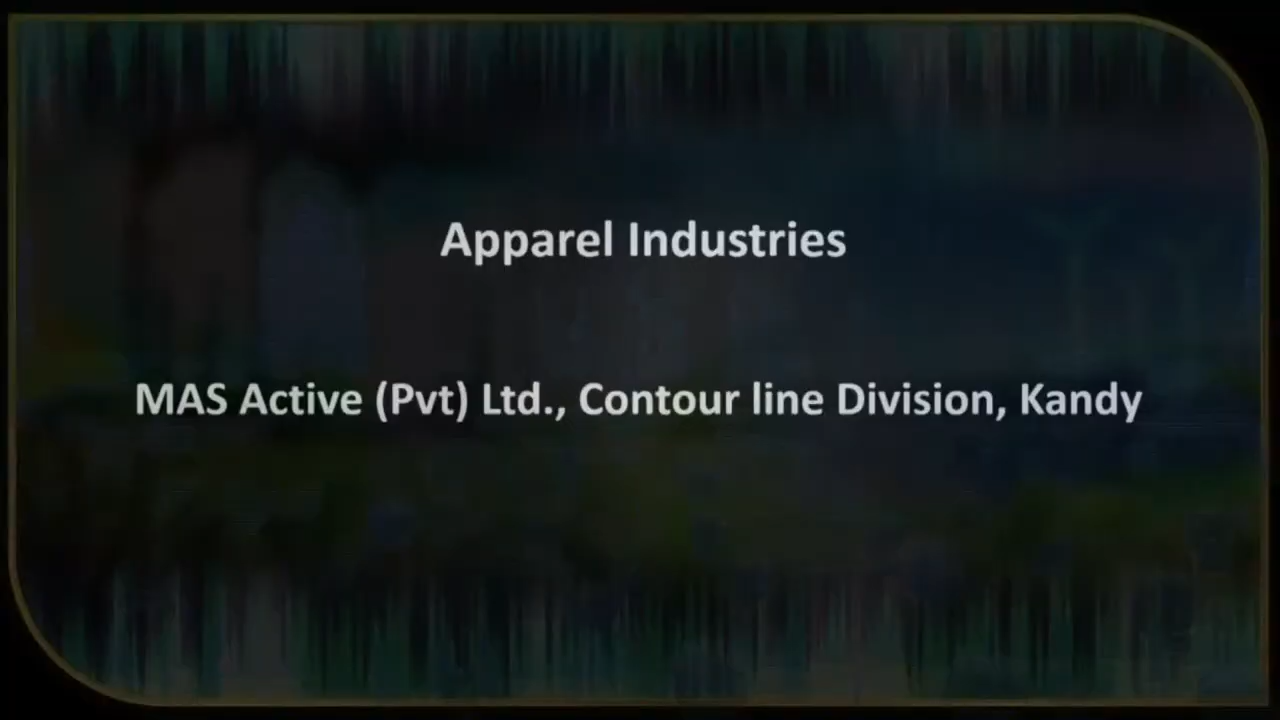 Apparel Industries
MAS Active (Pvt) Ltd., Contour line Division, Kandy